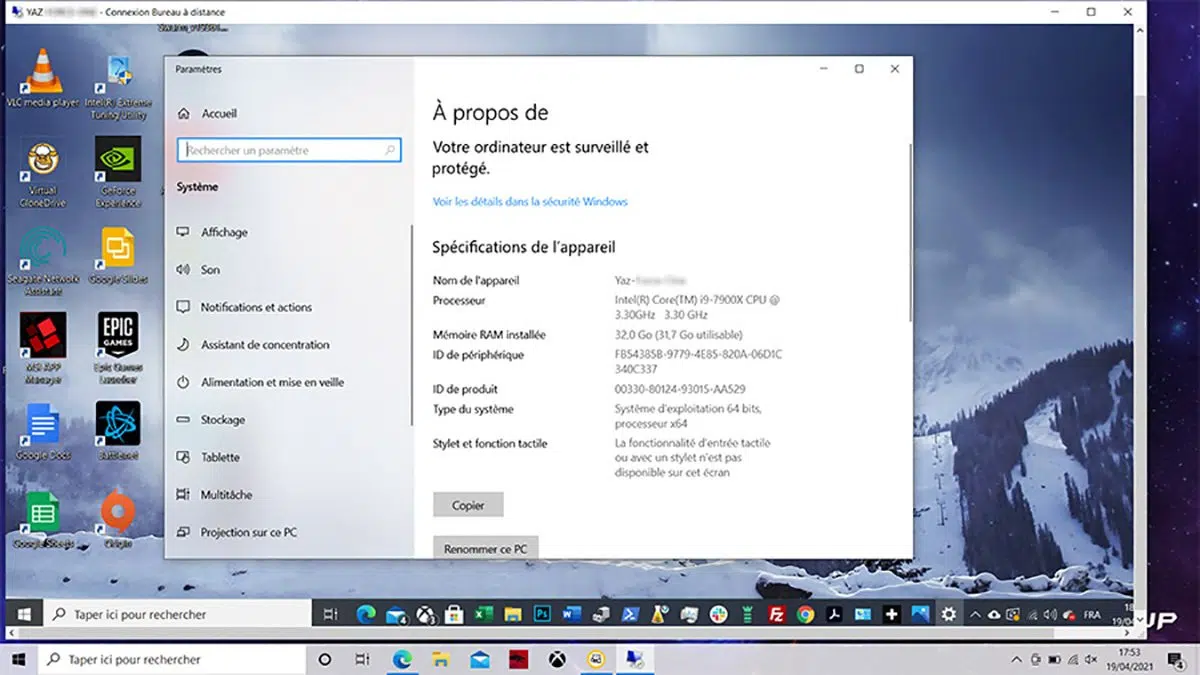 YAZ - Connexion Bureau à distance
VLC media player
Intel(R) Extreme
Tuning Utility
Virtual
CloneDrive
GeForce
Experience
Seagate Network
Assistant
Google Slides
MSI APP
Manager
EPIC
GAMES
Epic Games
Launcher
Google Docs
Battle.net
Google Sheets
Origin
Paramètres
Accueil
Rechercher un paramètre
Système
Affichage
Son
Notifications et actions
Assistant de concentration
Alimentation et mise en veille
Stockage
Tablette
Multitâche
Projection sur ce PC
À propos de
Votre ordinateur est surveillé et
protégé.
Voir les détails dans la sécurité Windows
Spécifications de l'appareil
Nom de l'appareil Yaz-
Processeur Intel(R) Core(TM) i9-7900X CPU @
3.30GHz 3.30 GHz
Mémoire RAM installée 32,0 Go (31,7 Go utilisable)
ID de périphérique FB54385B-9779-4E85-820A-06D1C
340C337
ID de produit 00330-80124-93015-AA529
Type du système Système d'exploitation 64 bits,
processeur x64
Stylet et fonction tactile La fonctionnalité d'entrée tactile
ou avec un stylet n'est pas
disponible sur cet écran
Copier
Renommer ce PC
Taper ici pour rechercher
FRA
18
19/04
UP
Taper ici pour rechercher
17:53
19/04/2021
4